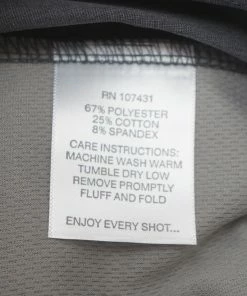 RN 107431
67% POLYESTER
25% COTTON
8% SPANDEX
CARE INSTRUCTIONS:
MACHINE WASH WARM
TUMBLE DRY LOW
REMOVE PROMPTLY
FLUFF AND FOLD
ENJOY EVERY SHOT...